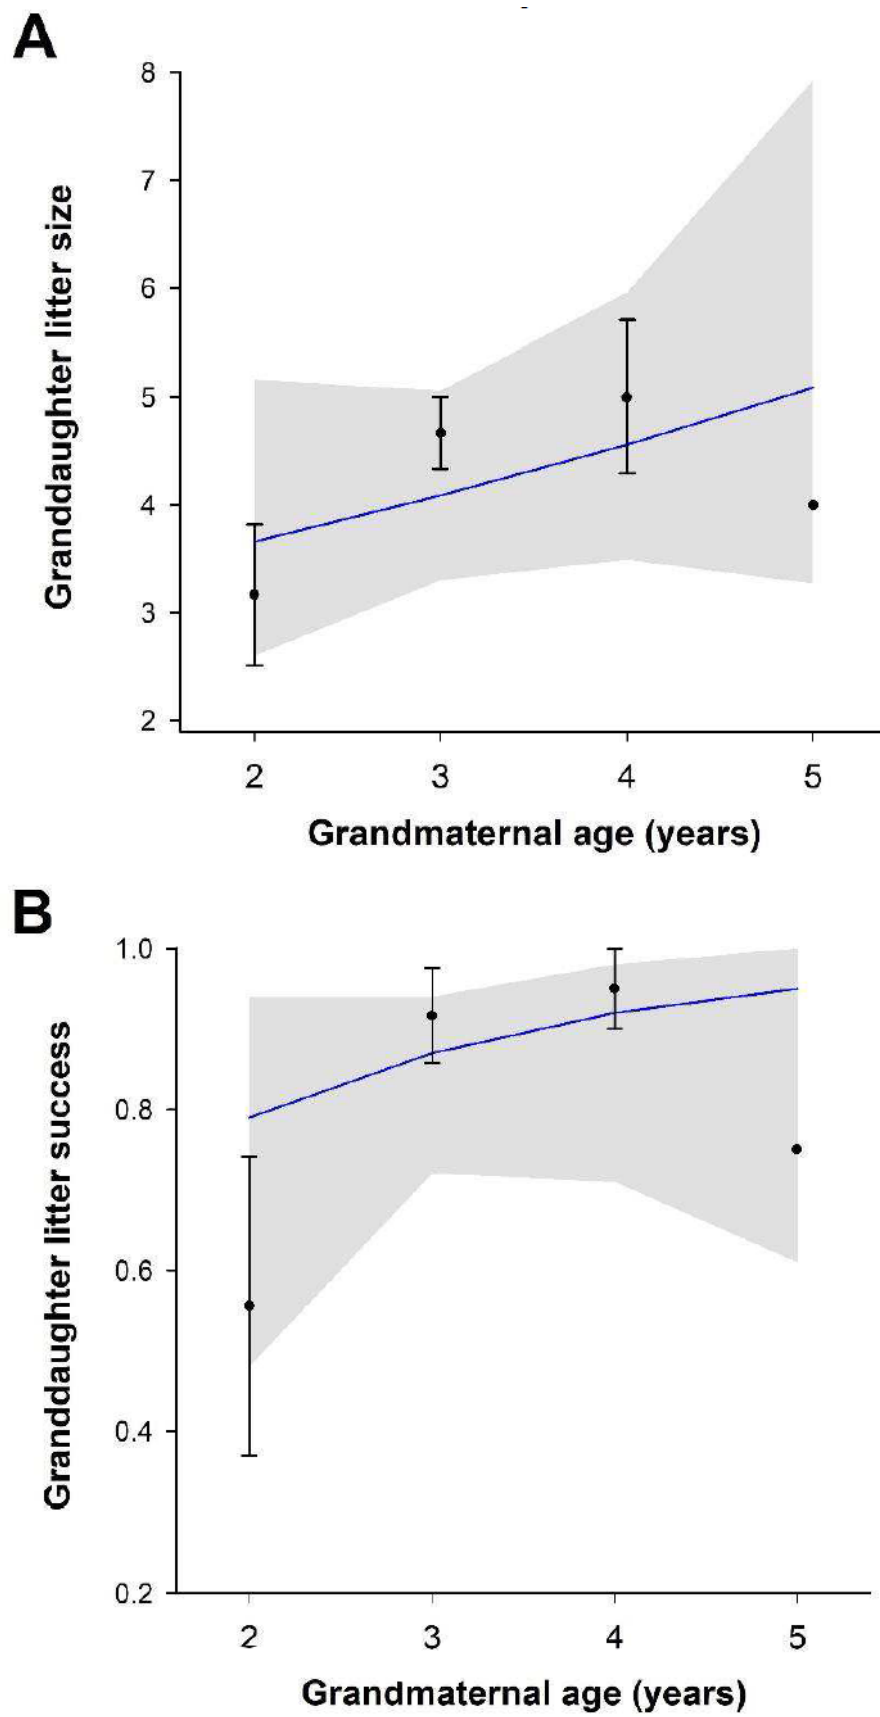 A
8
7
6
5
4
3
2
Granddaughter litter size
2 3 4 5
Grandmaternal age (years)
B
1.0
0.8
0.6
0.4
0.2
Granddaughter litter success
2 3 4 5
Grandmaternal age (years)